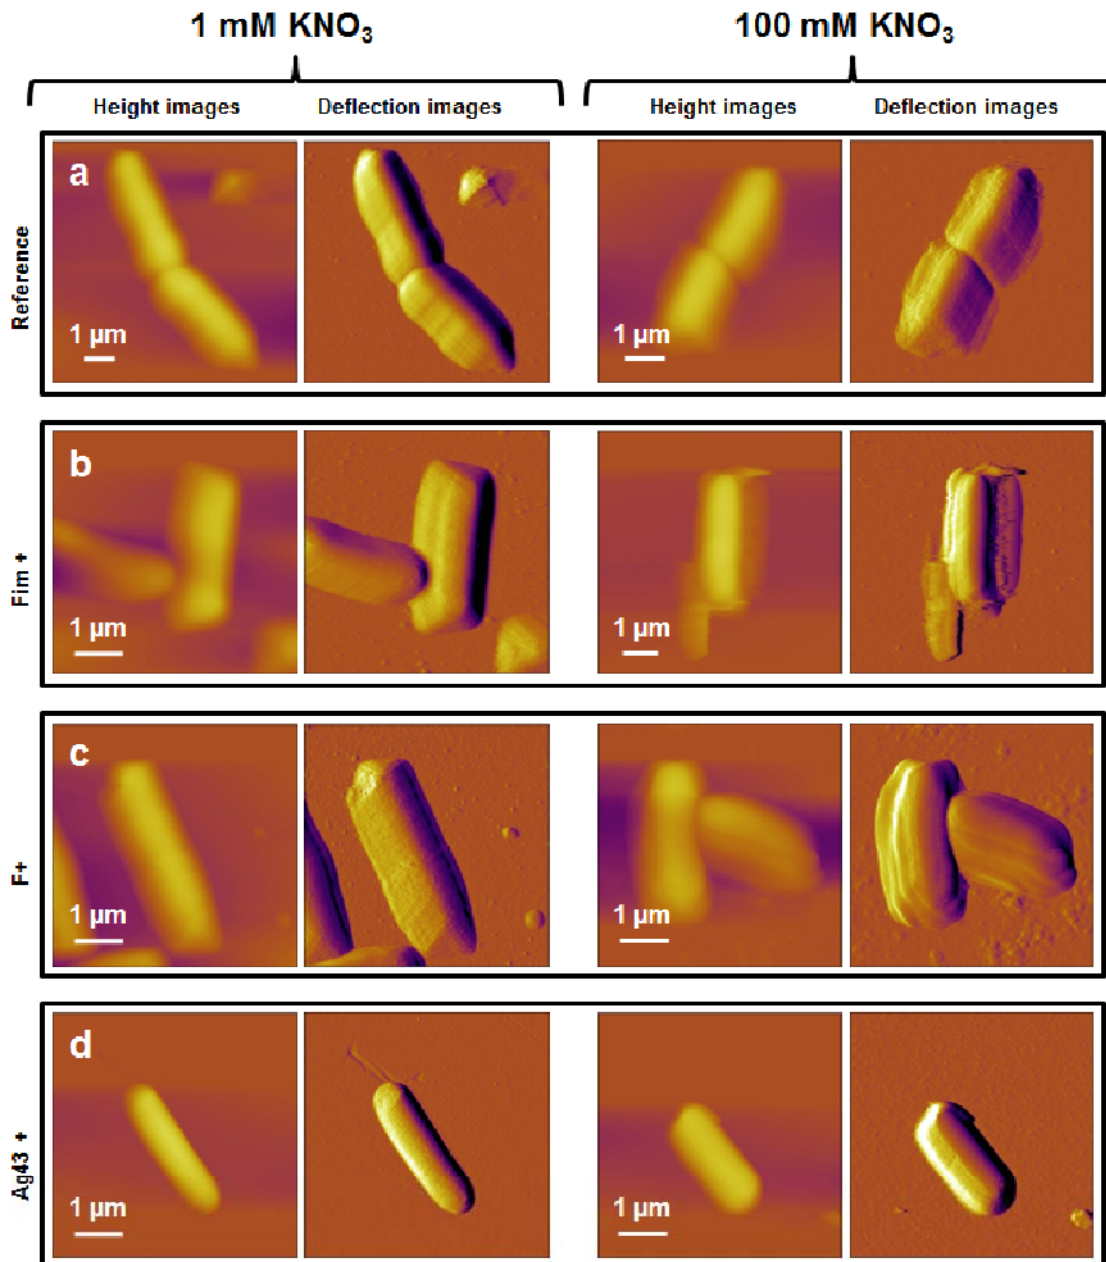 1 mM KNO₃ 100 mM KNO₃
Height images Deflection images Height images Deflection images
Reference
a
1 µm 1 µm
Fim +
b
1 µm 1 µm
F+
c
1 µm 1 µm
Ag43 +
d
1 µm 1 µm